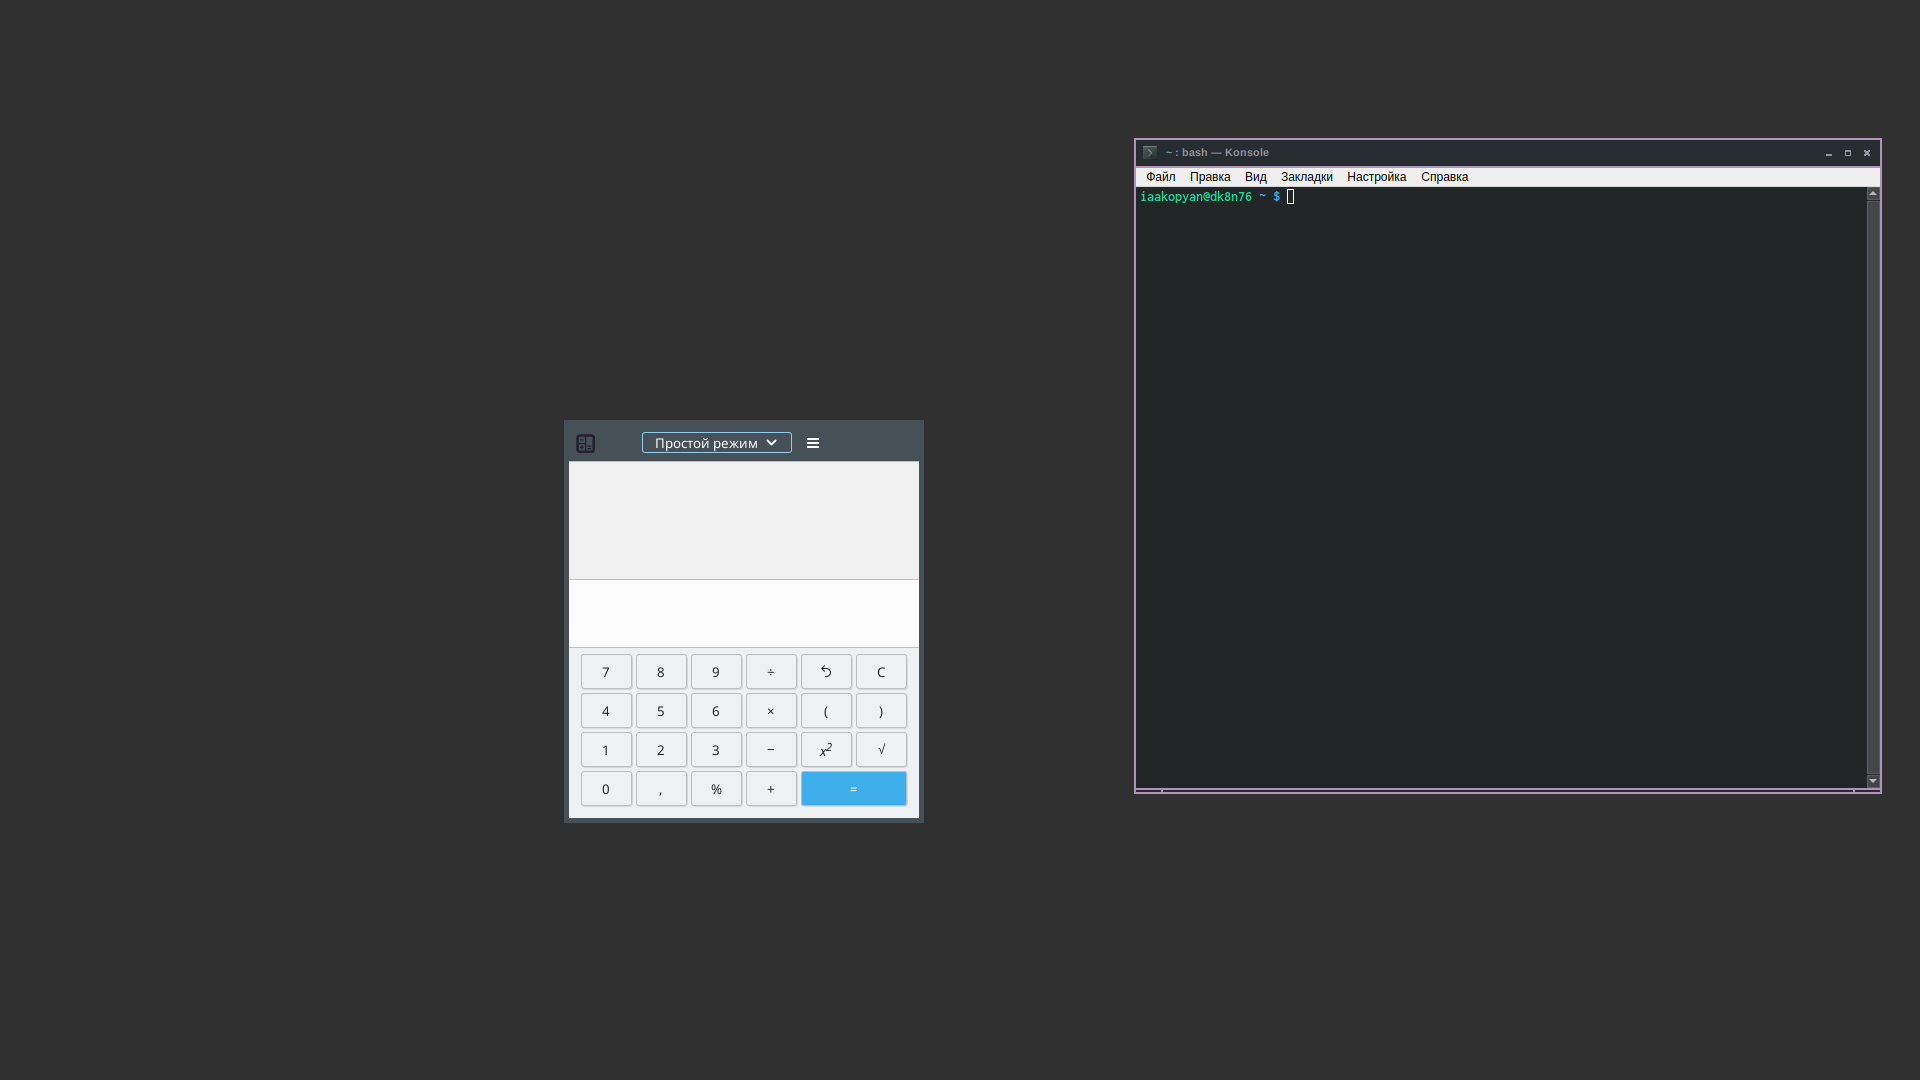 Простой режим
7 8 9 ÷ C
4 5 6 × ( )
1 2 3 − x² √
0 , % + =
~ : bash — Konsole
Файл Правка Вид Закладки Настройка Справка
iaakopyan@dk8n76 ~ $